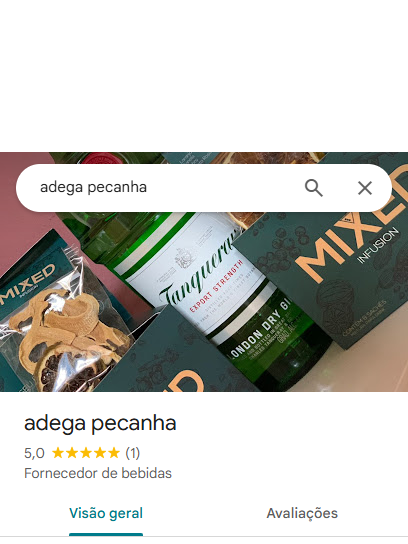 adega pecanha
MIXED
INFUSION
Tanqueray
EXPORT STRENGTH
MIXED
INFUSION
LONDON DRY GI
adega pecanha
5,0 (1)
Fornecedor de bebidas
Visão geral
Avaliações